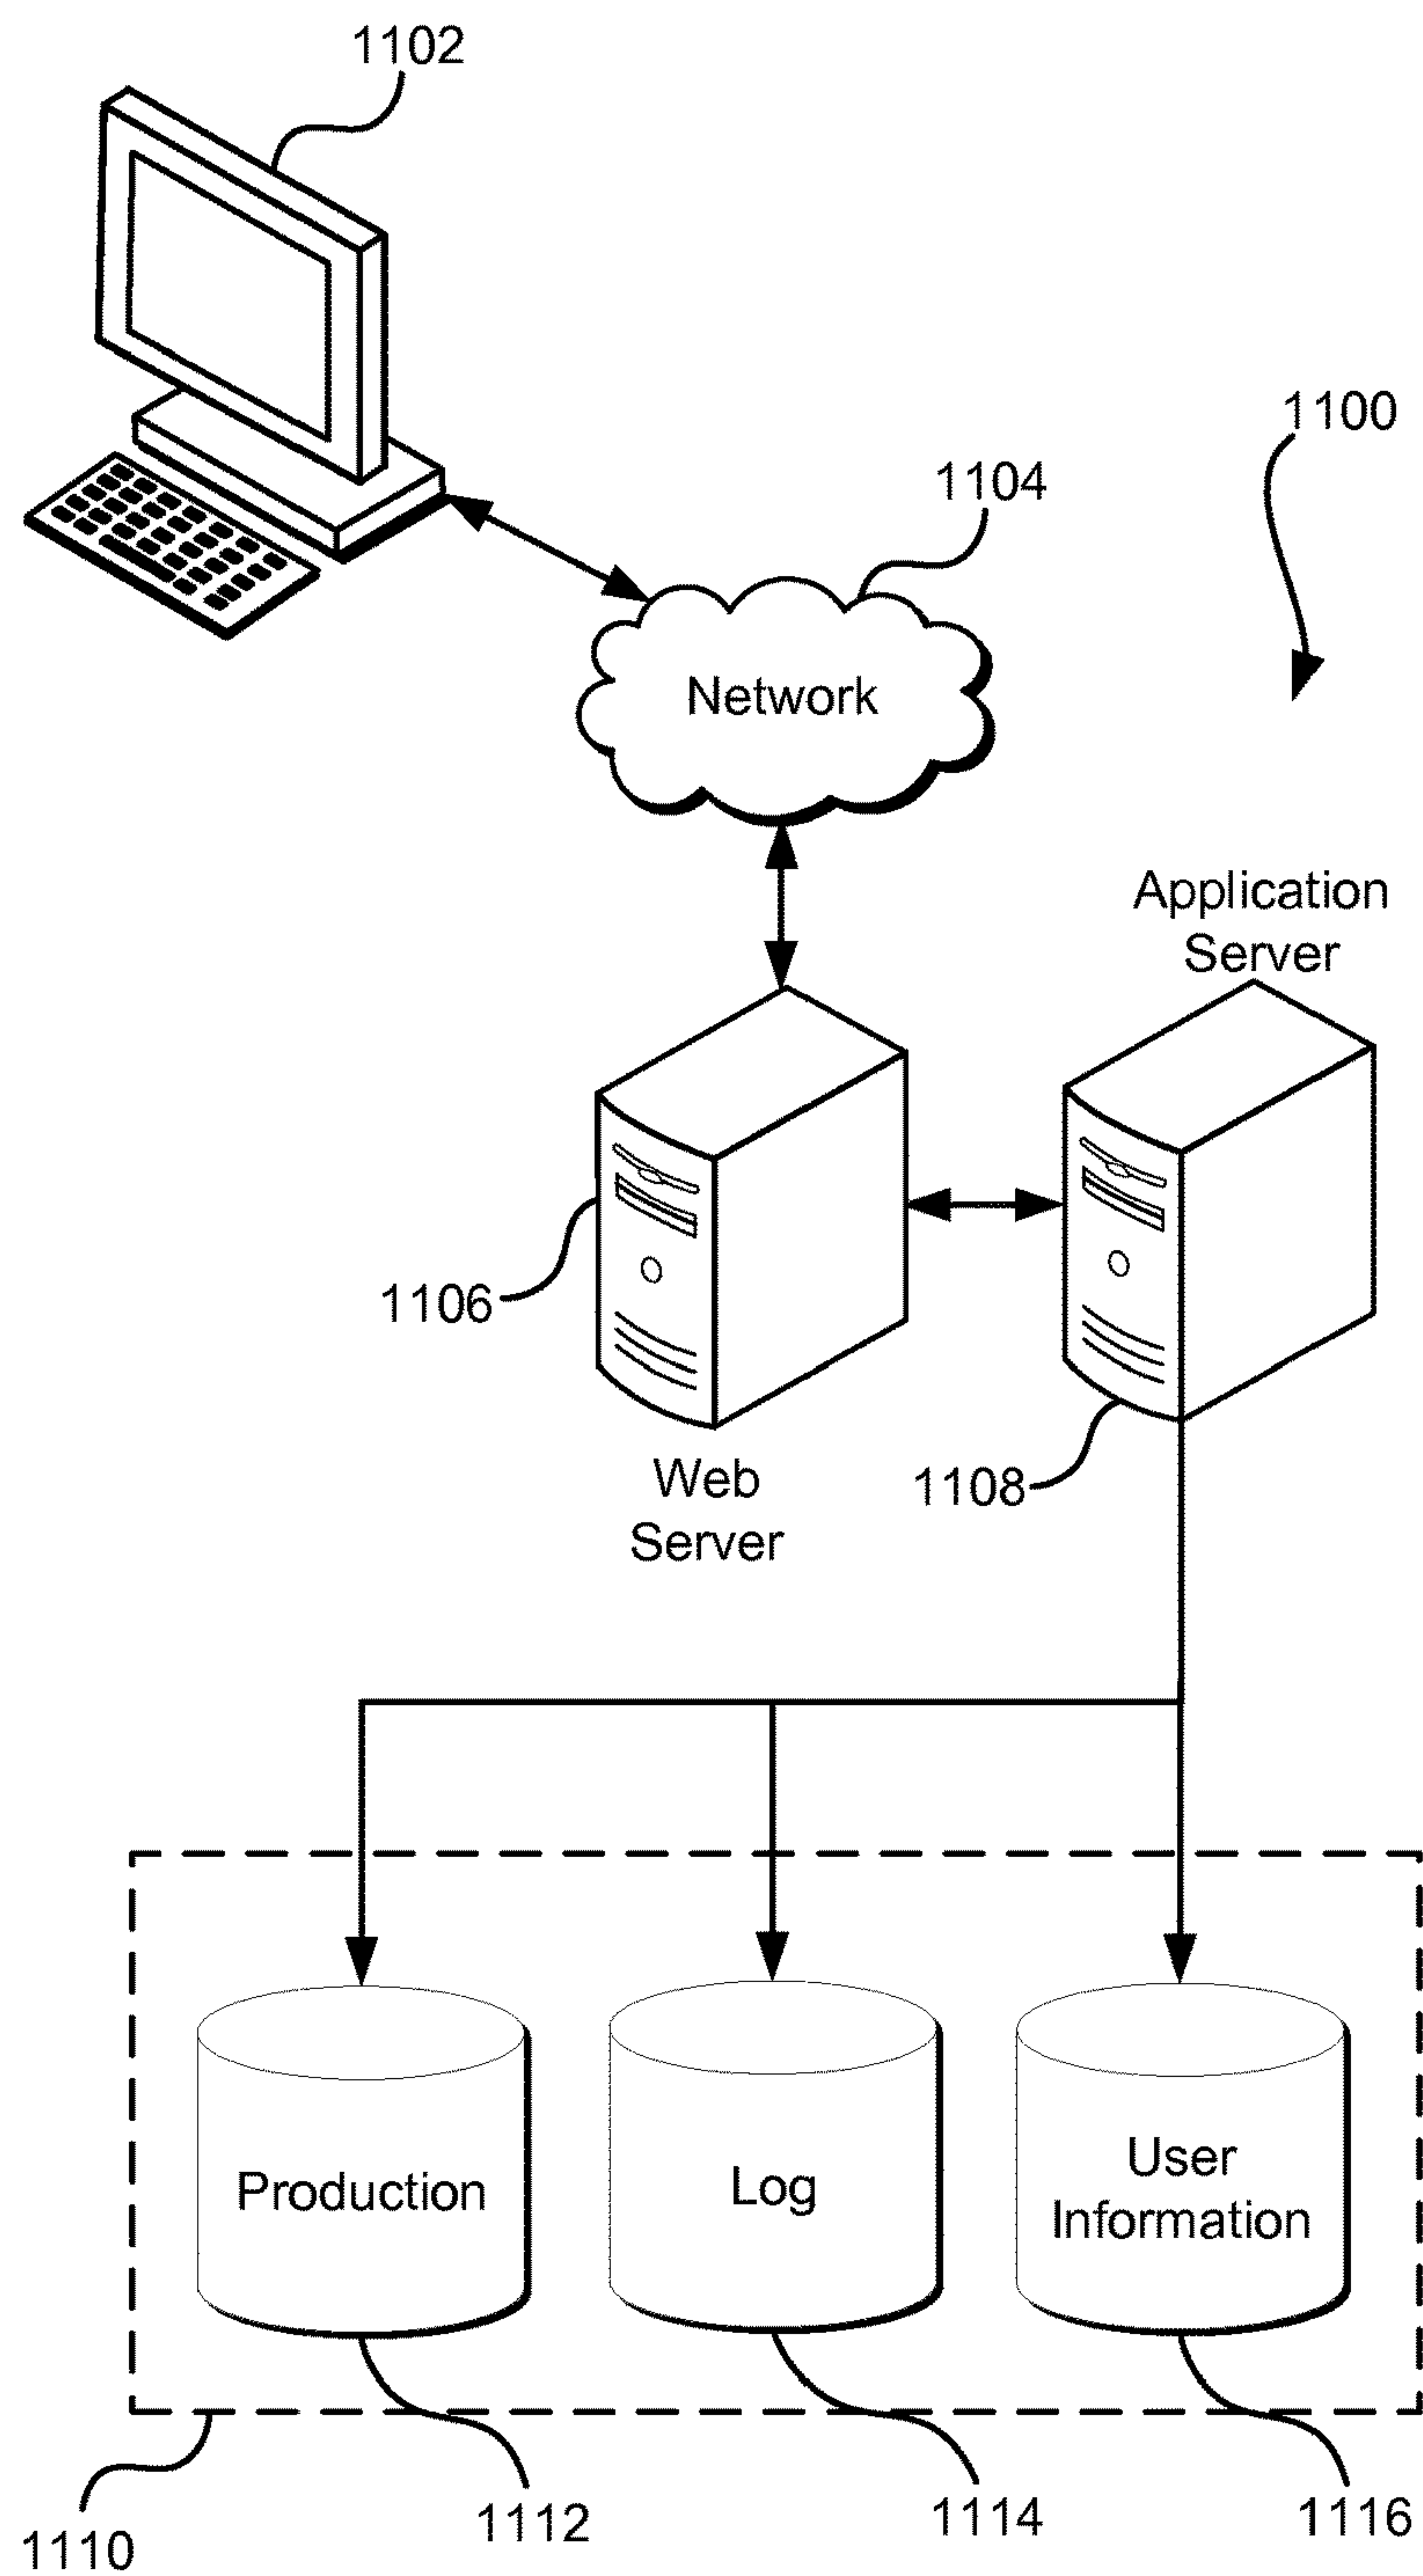 1102
1100
1104
Network
Application
Server
1106
Web
Server
1108
Production
Log
User
Information
1110
1112
1114
1116